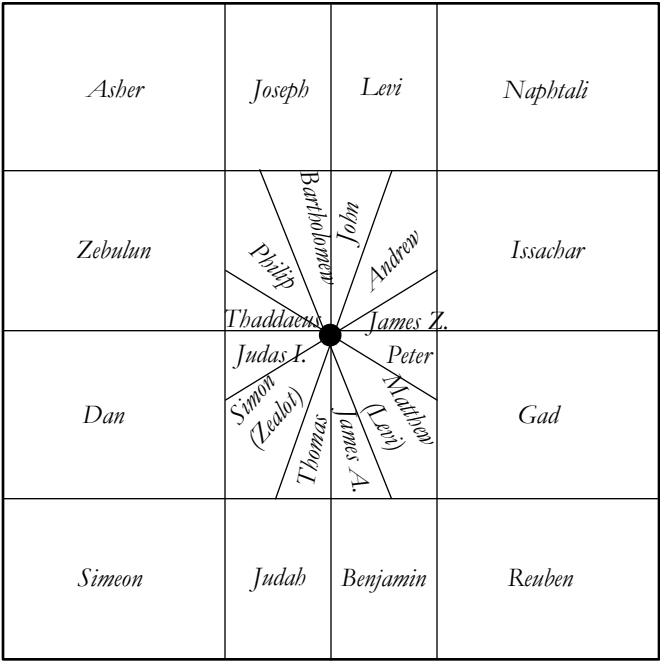 Asher
Joseph
Levi
Naphtali
Zebulun
Philip
Bartholomew
John
Andrew
Issachar
Thaddaeus
James Z.
Judas I.
Peter
Dan
Simon
(Zealot)
Thomas
James A.
Matthew
(Levi)
Gad
Simeon
Judah
Benjamin
Reuben